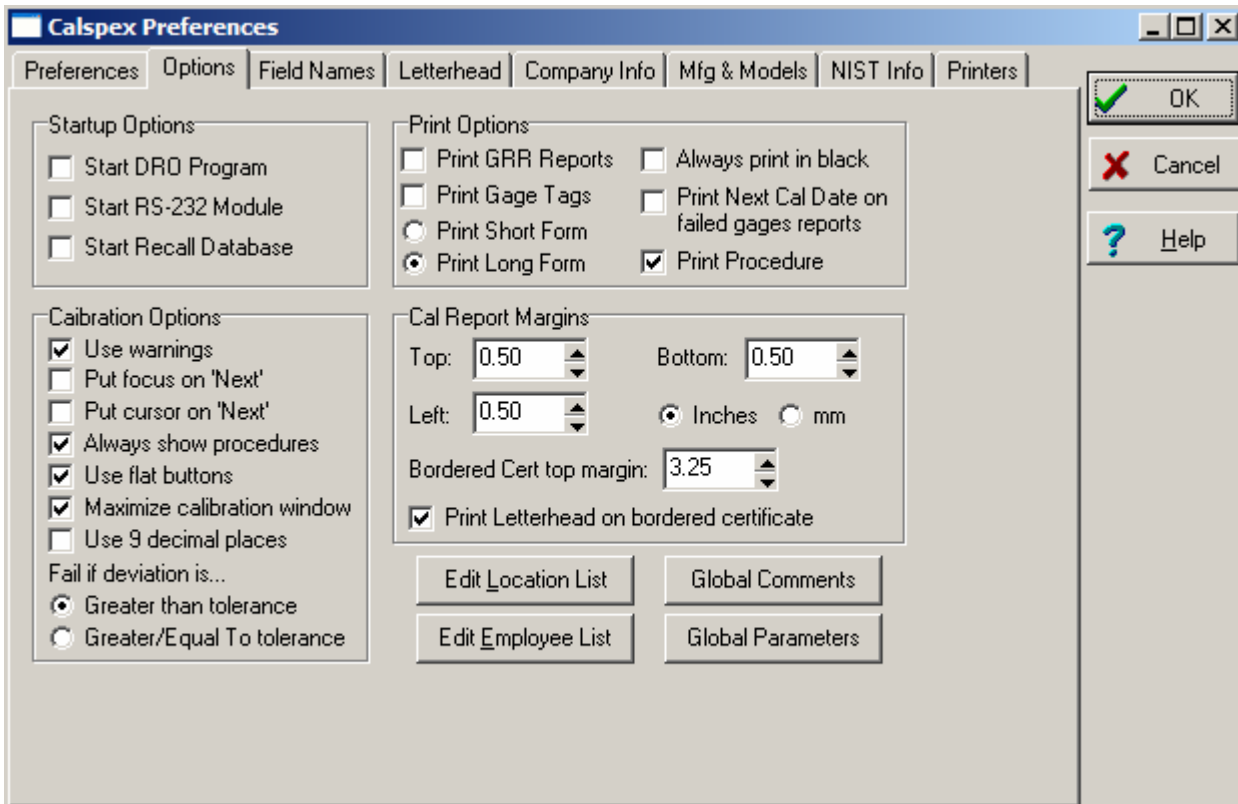 Calspex Preferences
Preferences Options Field Names Letterhead Company Info Mfg & Models NIST Info Printers
OK
Cancel
Help
Startup Options
Start DRO Program
Start RS-232 Module
Start Recall Database
Print Options
Print GRR Reports
Print Gage Tags
Print Short Form
Print Long Form
Always print in black
Print Next Cal Date on
failed gages reports
Print Procedure
Caibration Options
Use warnings
Put focus on 'Next'
Put cursor on 'Next'
Always show procedures
Use flat buttons
Maximize calibration window
Use 9 decimal places
Fail if deviation is...
Greater than tolerance
Greater/Equal To tolerance
Cal Report Margins
Top: 0.50 Bottom: 0.50
Left: 0.50 Inches mm
Bordered Cert top margin: 3.25
Print Letterhead on bordered certificate
Edit Location List Global Comments
Edit Employee List Global Parameters